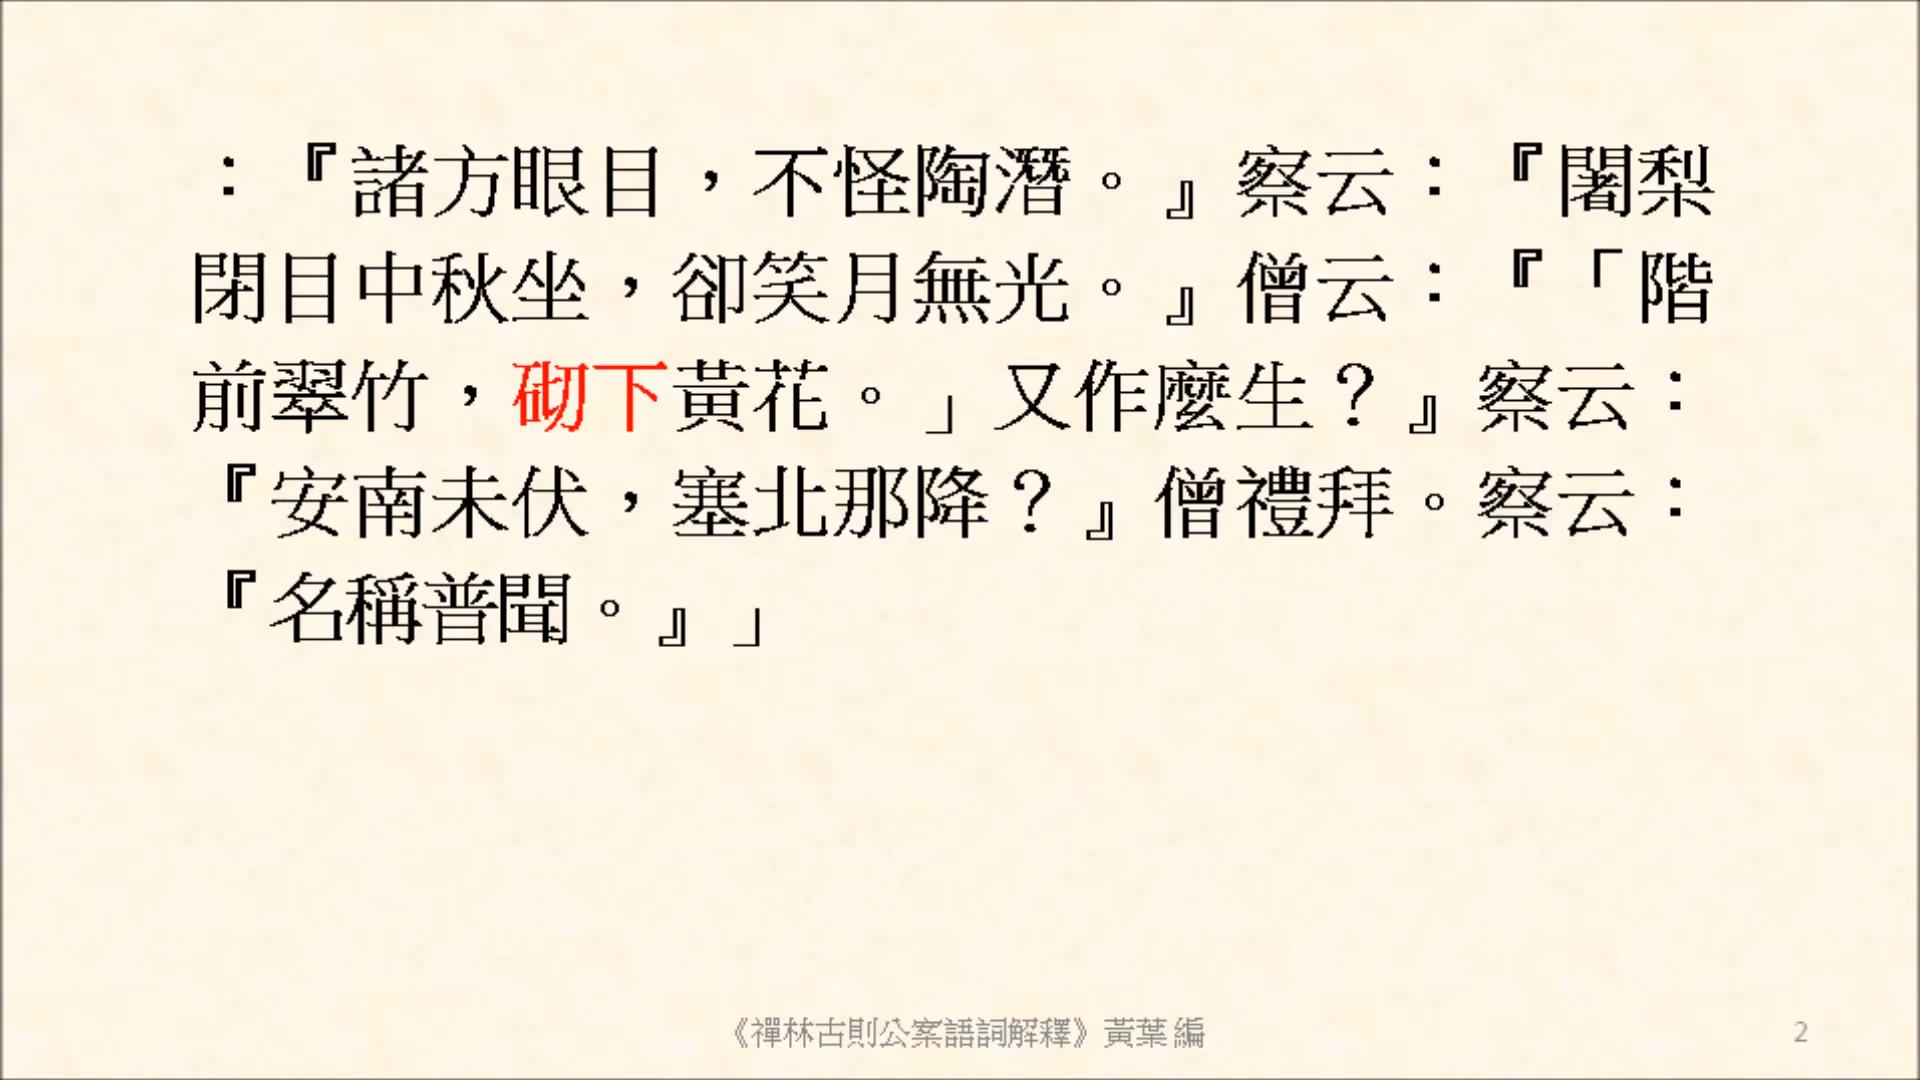 ：『諸方眼目，不怪陶潛。』察云：『闍梨
閉目中秋坐，卻笑月無光。』僧云：『「階
前翠竹，砌下黃花。」又作麼生？』察云：
『安南未伏，塞北那降？』僧禮拜。察云：
『名稱普聞。』」
《禪林古則公案語詞解釋》黃葉 編
2